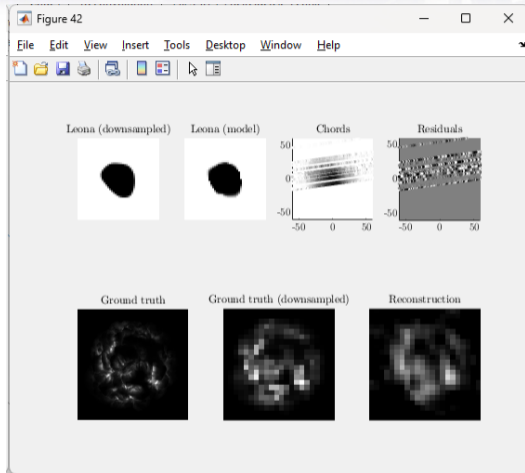 Figure 42
File Edit View Insert Tools Desktop Window Help
Leona (downsampled) Leona (model) Chords Residuals
50 50
0 0
-50 -50
-50 0 50 -50 0 50
Ground truth Ground truth (downsampled) Reconstruction